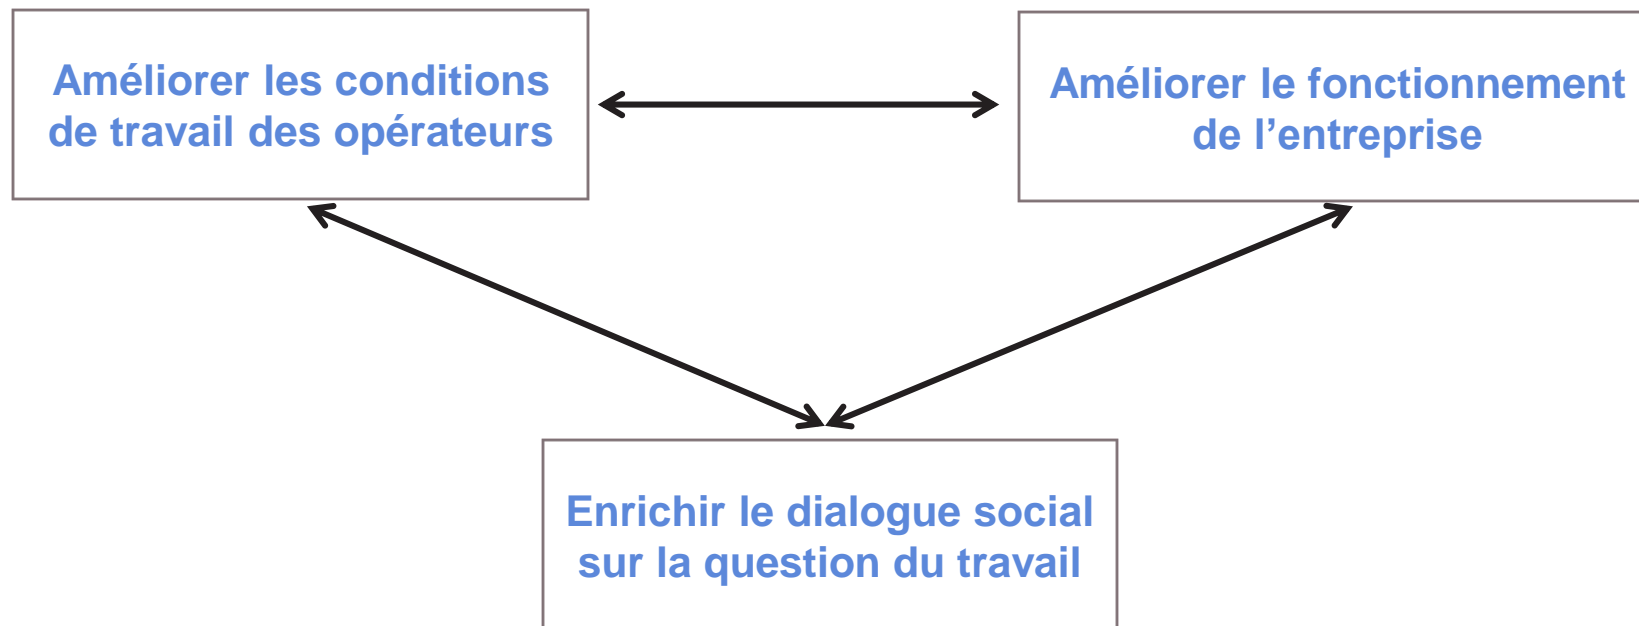 Améliorer les conditions
de travail des opérateurs
Améliorer le fonctionnement
de l’entreprise
Enrichir le dialogue social
sur la question du travail